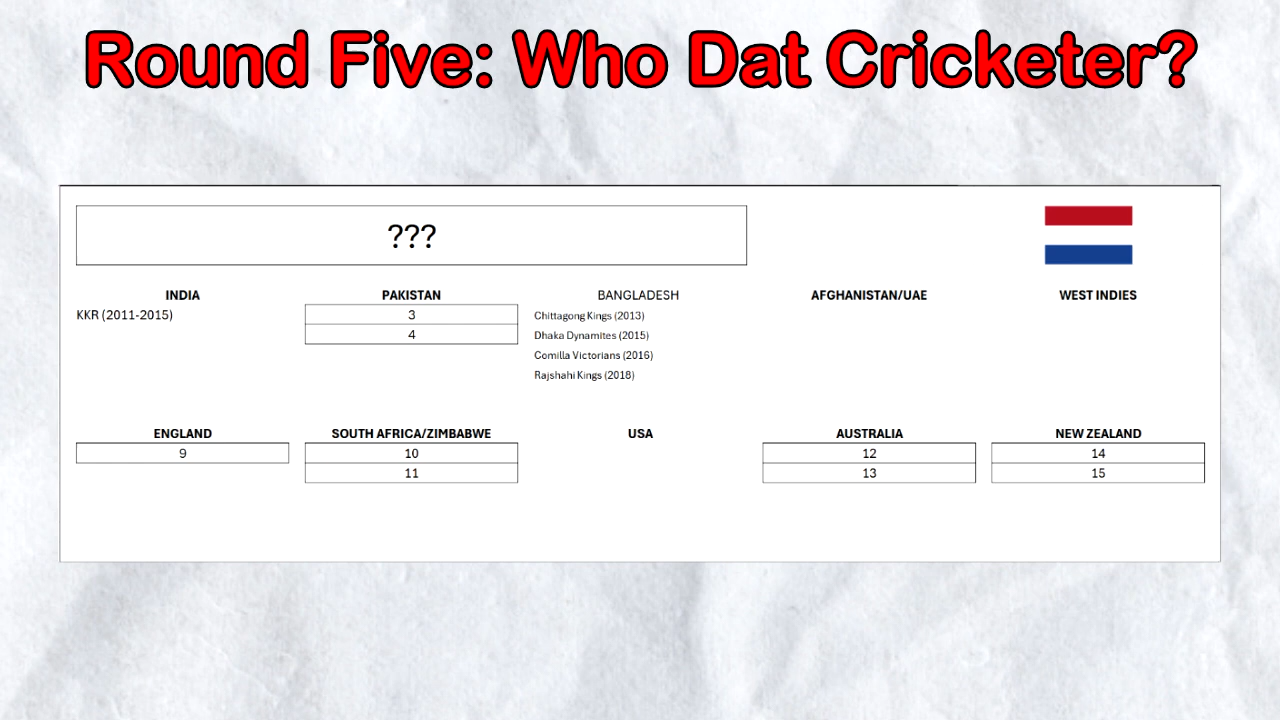 Round Five: Who Dat Cricketer?
???
INDIA
KKR (2011-2015)
PAKISTAN
3
4
BANGLADESH
Chittagong Kings (2013)
Dhaka Dynamites (2015)
Comilla Victorians (2016)
Rajshahi Kings (2018)
AFGHANISTAN/UAE
WEST INDIES
ENGLAND
9
SOUTH AFRICA/ZIMBABWE
10
11
USA
AUSTRALIA
12
13
NEW ZEALAND
14
15